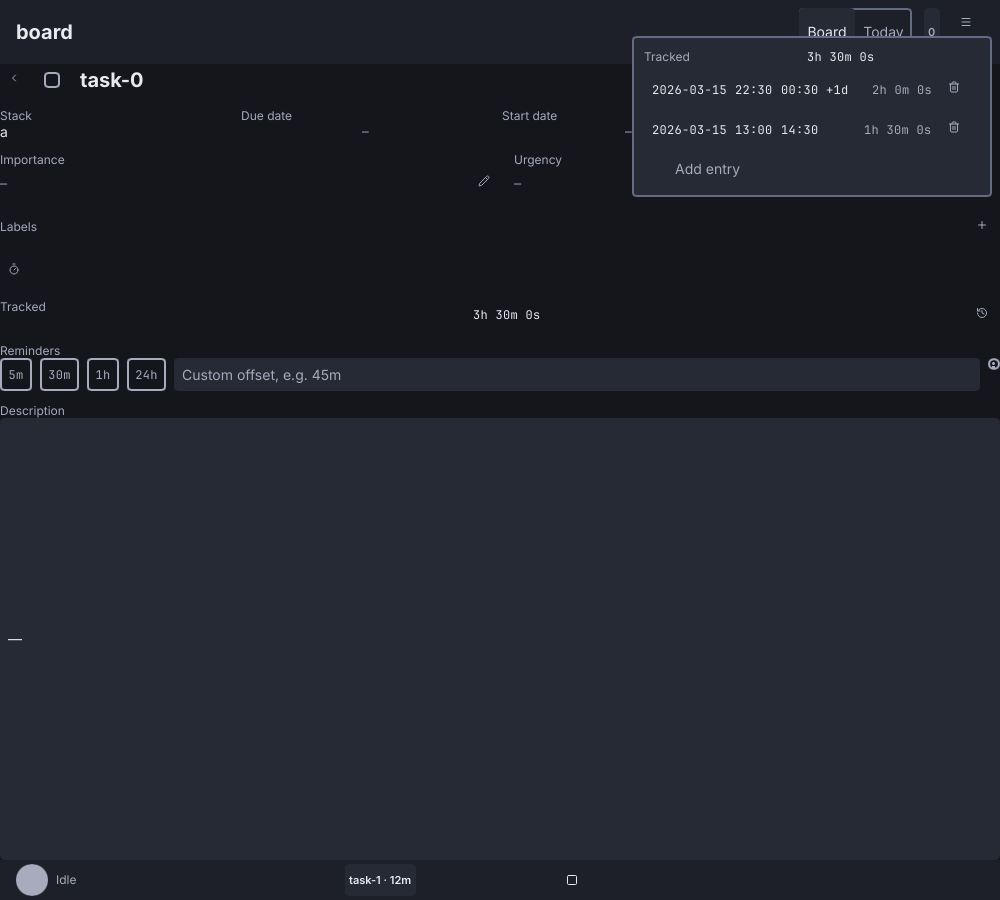 board
Board Today 0
Tracked 3h 30m 0s
2026-03-15 22:30 00:30 +1d 2h 0m 0s
2026-03-15 13:00 14:30 1h 30m 0s
Add entry
task-0
Stack Due date Start date
a – –
Importance Urgency
– –
Labels
Tracked
3h 30m 0s
Reminders
5m 30m 1h 24h Custom offset, e.g. 45m
Description
—
Idle task-1 · 12m